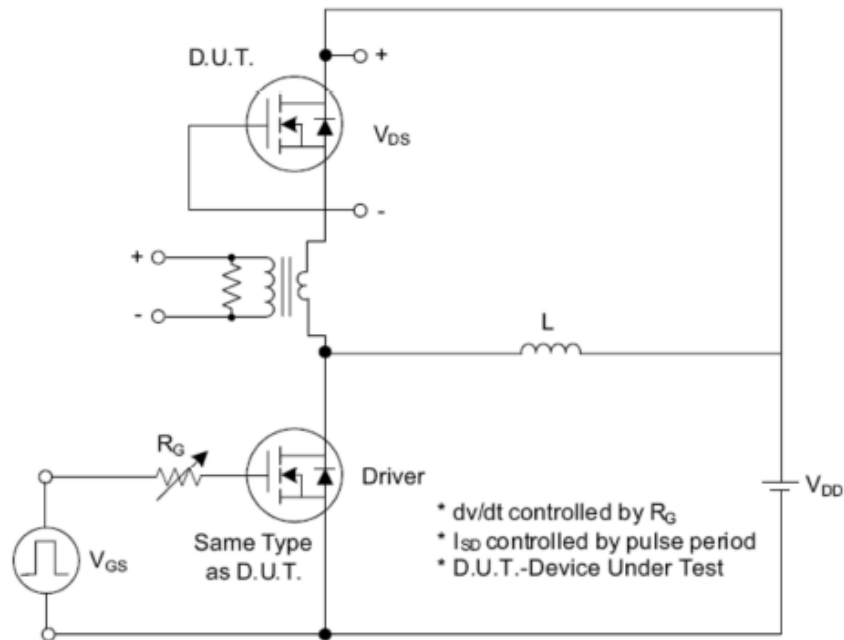 D.U.T.
+
VDS
-
+
-
L
RG
Driver
VDD
* dv/dt controlled by RG
* ISD controlled by pulse period
* D.U.T.-Device Under Test
VGS
Same Type
as D.U.T.